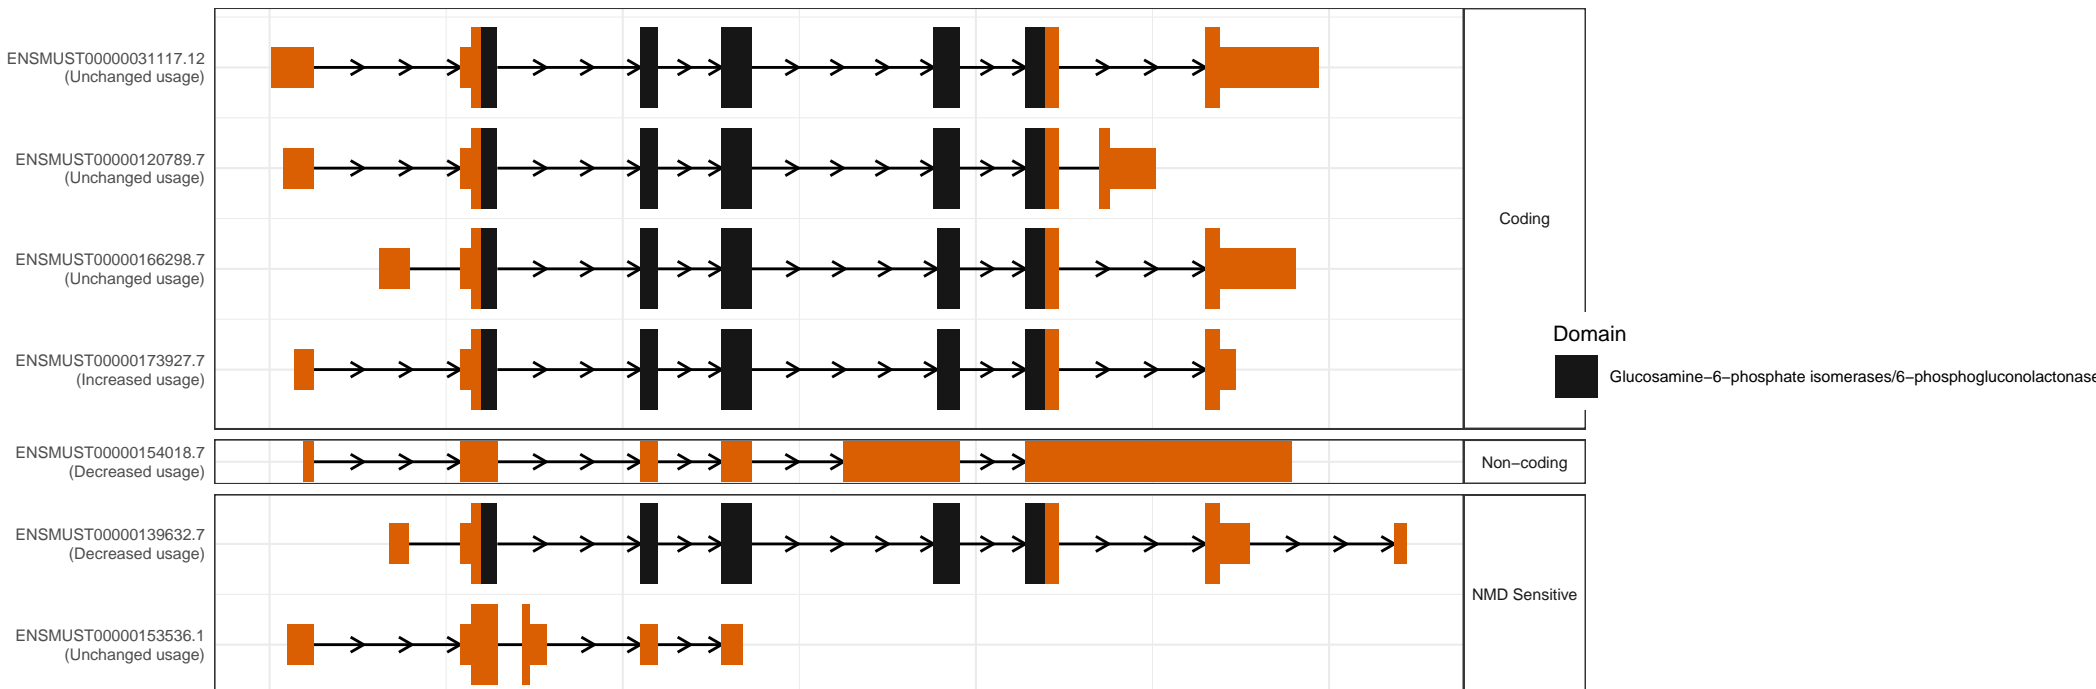 ENSMUST00000031117.12
(Unchanged usage)
ENSMUST00000120789.7
(Unchanged usage)
ENSMUST00000166298.7
(Unchanged usage)
ENSMUST00000173927.7
(Increased usage)
Coding
Domain
Glucosamine−6−phosphate isomerases/6−phosphogluconolactonase
ENSMUST00000154018.7
(Decreased usage)
Non−coding
ENSMUST00000139632.7
(Decreased usage)
ENSMUST00000153536.1
(Unchanged usage)
NMD Sensitive